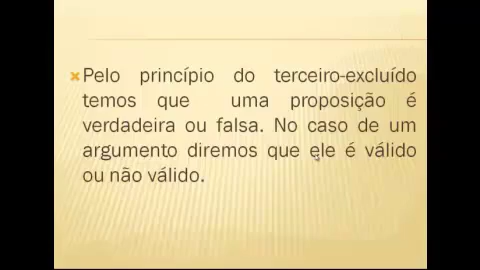 Pelo princípio do terceiro-excluído
temos que uma proposição é
verdadeira ou falsa. No caso de um
argumento diremos que ele é válido
ou não válido.